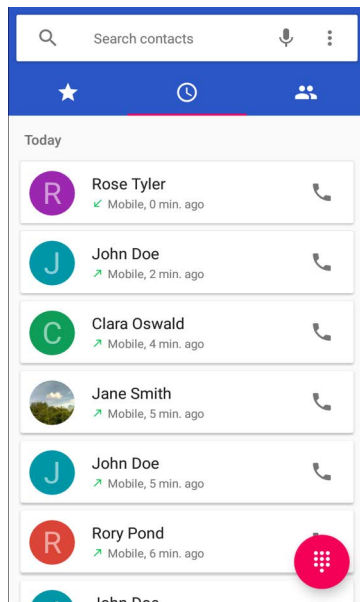 Search contacts
Today
R
Rose Tyler
Mobile, 0 min. ago
J
John Doe
Mobile, 2 min. ago
C
Clara Oswald
Mobile, 4 min. ago
Jane Smith
Mobile, 5 min. ago
J
John Doe
Mobile, 5 min. ago
R
Rory Pond
Mobile, 6 min. ago
John Doe